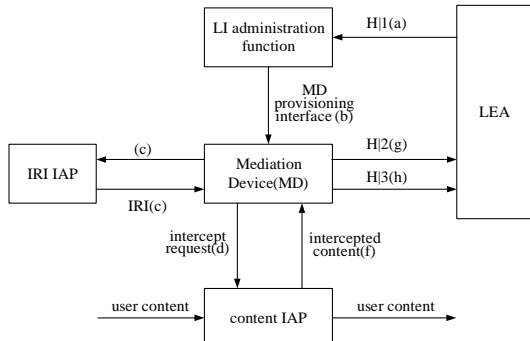 LI administration
function
H|1(a)
MD
provisioning
interface (b)
LEA
(c)
IRI IAP
IRI(c)
Mediation
Device(MD)
H|2(g)
H|3(h)
intercept
request(d)
intercepted
content(f)
user content
content IAP
user content